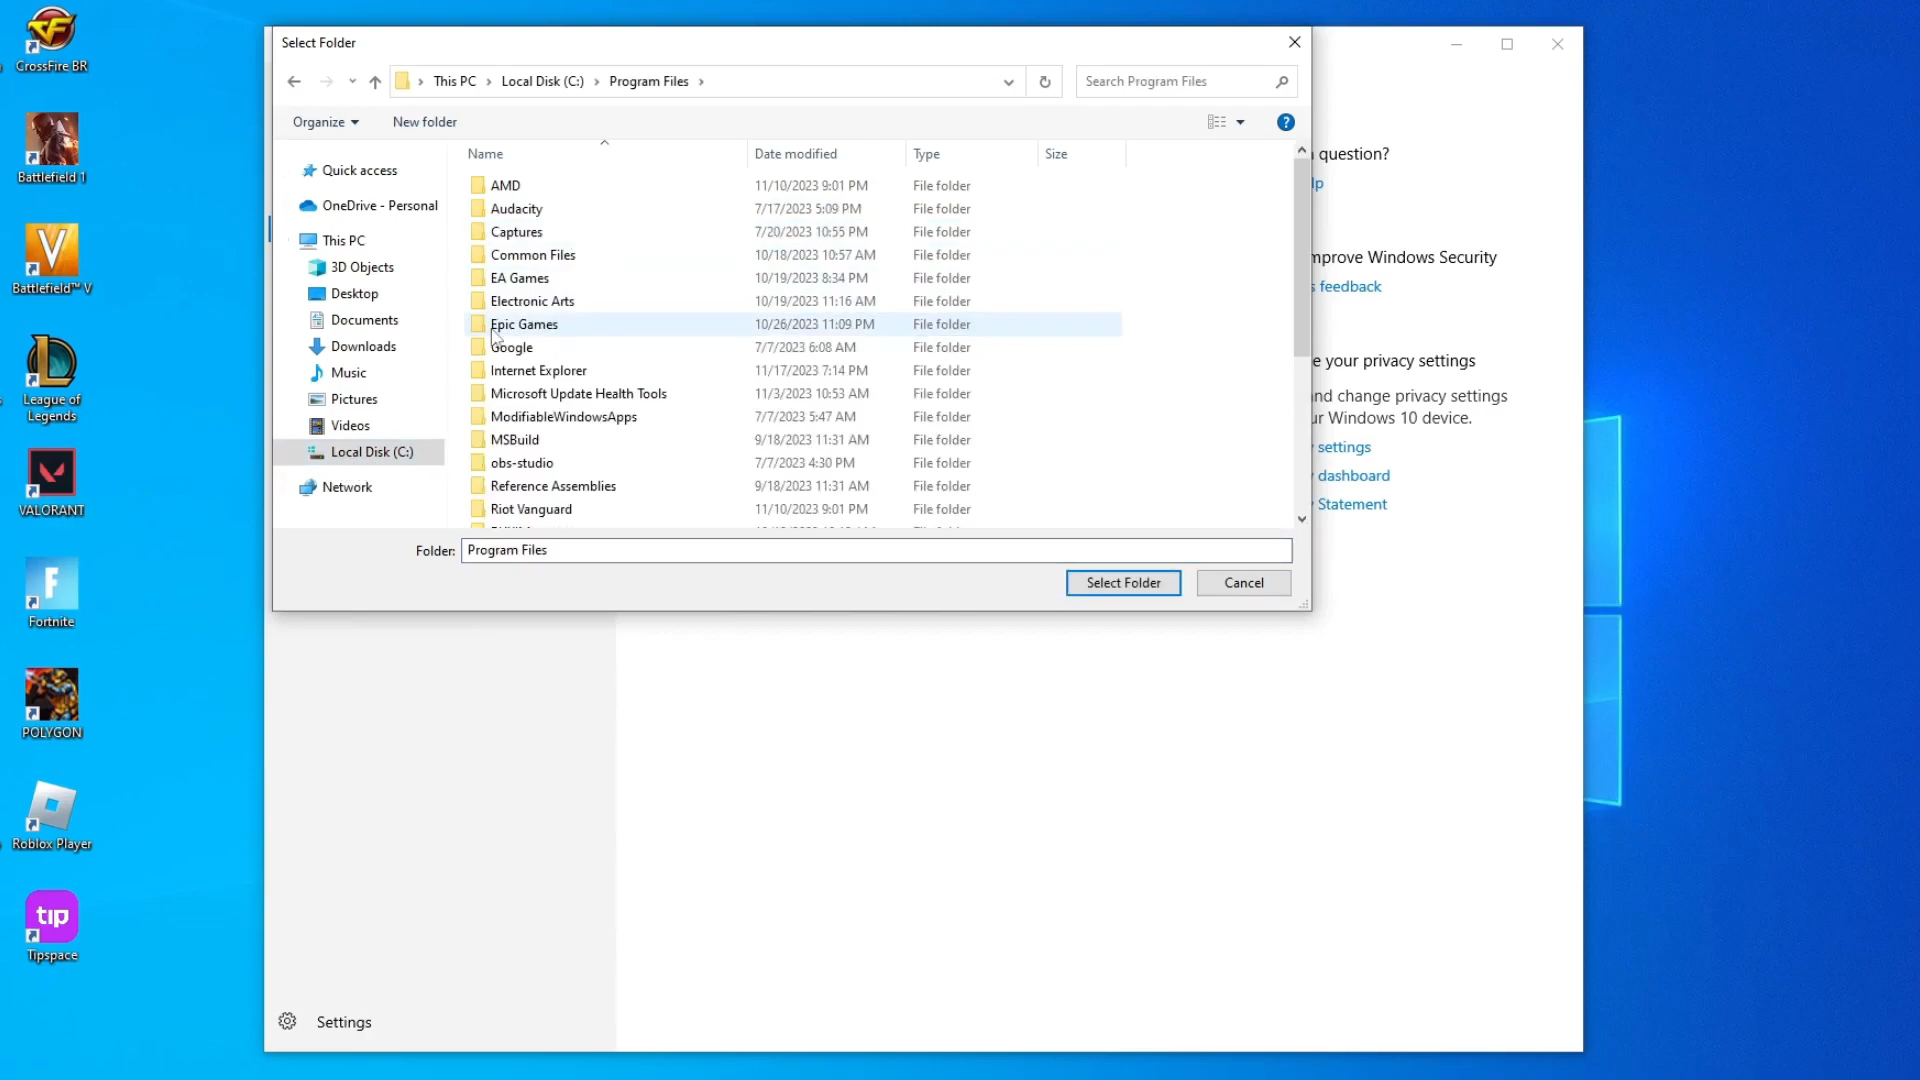 CrossFire BR
Battlefield 1
Battlefield™ V
League of
Legends
VALORANT
Fortnite
POLYGON
Roblox Player
tıp
Tipspace
Select Folder
This PC
Local Disk (C:)
Program Files
Search Program Files
Organize
New folder
Quick access
OneDrive - Personal
This PC
3D Objects
Desktop
Documents
Downloads
Music
Pictures
Videos
Local Disk (C:)
Network
Name Date modified Type Size
AMD 11/10/2023 9:01 PM File folder
Audacity 7/17/2023 5:09 PM File folder
Captures 7/20/2023 10:55 PM File folder
Common Files 10/18/2023 10:57 AM File folder
EA Games 10/19/2023 8:34 PM File folder
Electronic Arts 10/19/2023 11:16 AM File folder
Epic Games 10/26/2023 11:09 PM File folder
Google 7/7/2023 6:08 AM File folder
Internet Explorer 11/17/2023 7:14 PM File folder
Microsoft Update Health Tools 11/3/2023 10:53 AM File folder
ModifiableWindowsApps 7/7/2023 5:47 AM File folder
MSBuild 9/18/2023 11:31 AM File folder
obs-studio 7/7/2023 4:30 PM File folder
Reference Assemblies 9/18/2023 11:31 AM File folder
Riot Vanguard 11/10/2023 9:01 PM File folder
Folder: Program Files
Select Folder
Cancel
question?
lp
mprove Windows Security
feedback
e your privacy settings
nd change privacy settings
ur Windows 10 device.
settings
dashboard
Statement
Settings